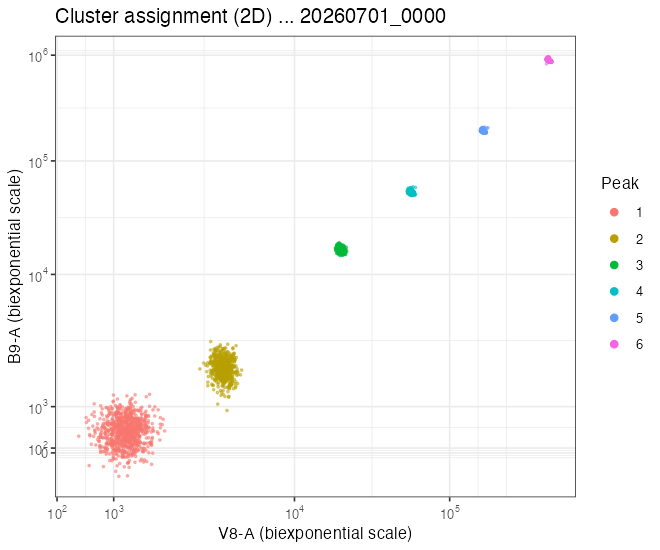 Cluster assignment (2D) ... 20260701_0000
B9-A (biexponential scale)
10⁶
10⁵
10⁴
10³
10²
0
10² 10³ 10⁴ 10⁵
V8-A (biexponential scale)
Peak
1
2
3
4
5
6